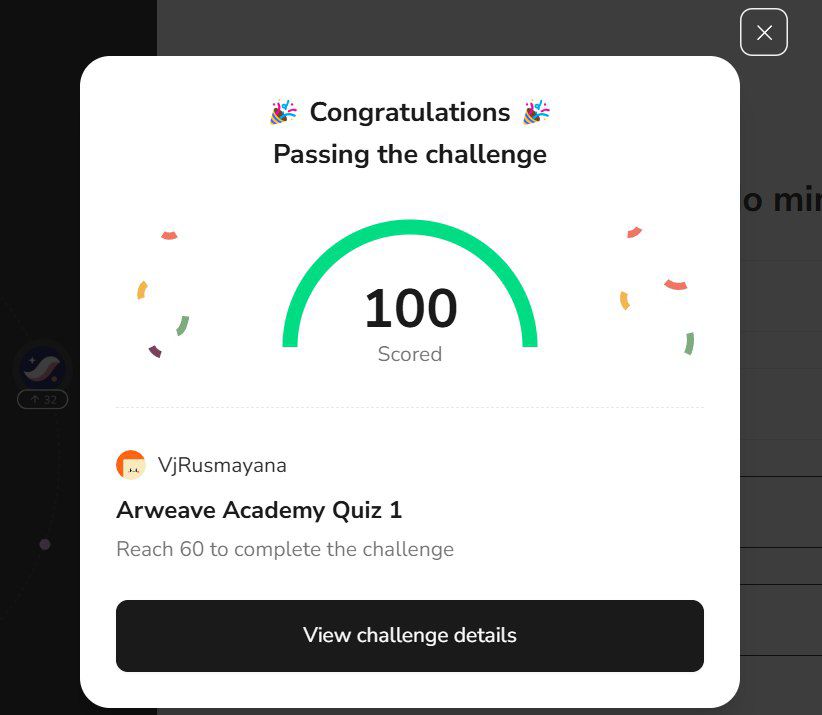 Congratulations
Passing the challenge
o mi
100
Scored
32
VjRusmayana
Arweave Academy Quiz 1
Reach 60 to complete the challenge
View challenge details